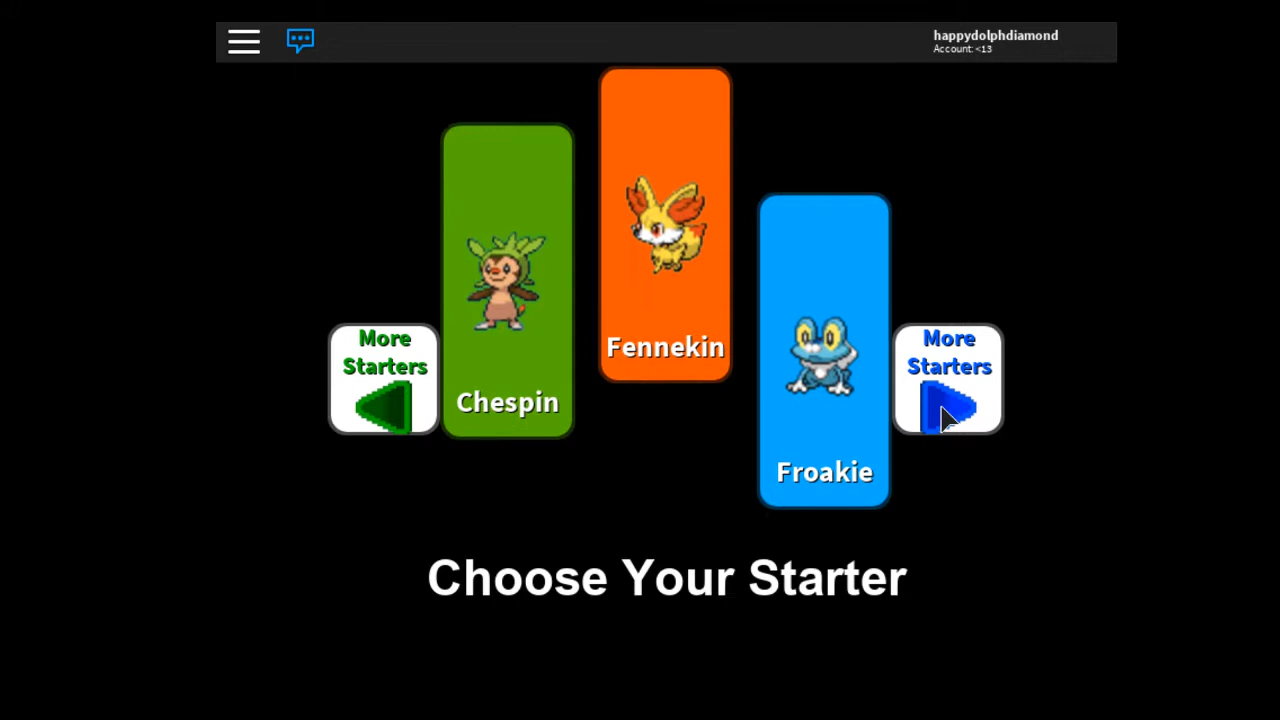 happydolphdiamond
Account: <13
More
Starters
Chespin
Fennekin
Froakie
More
Starters
Choose Your Starter